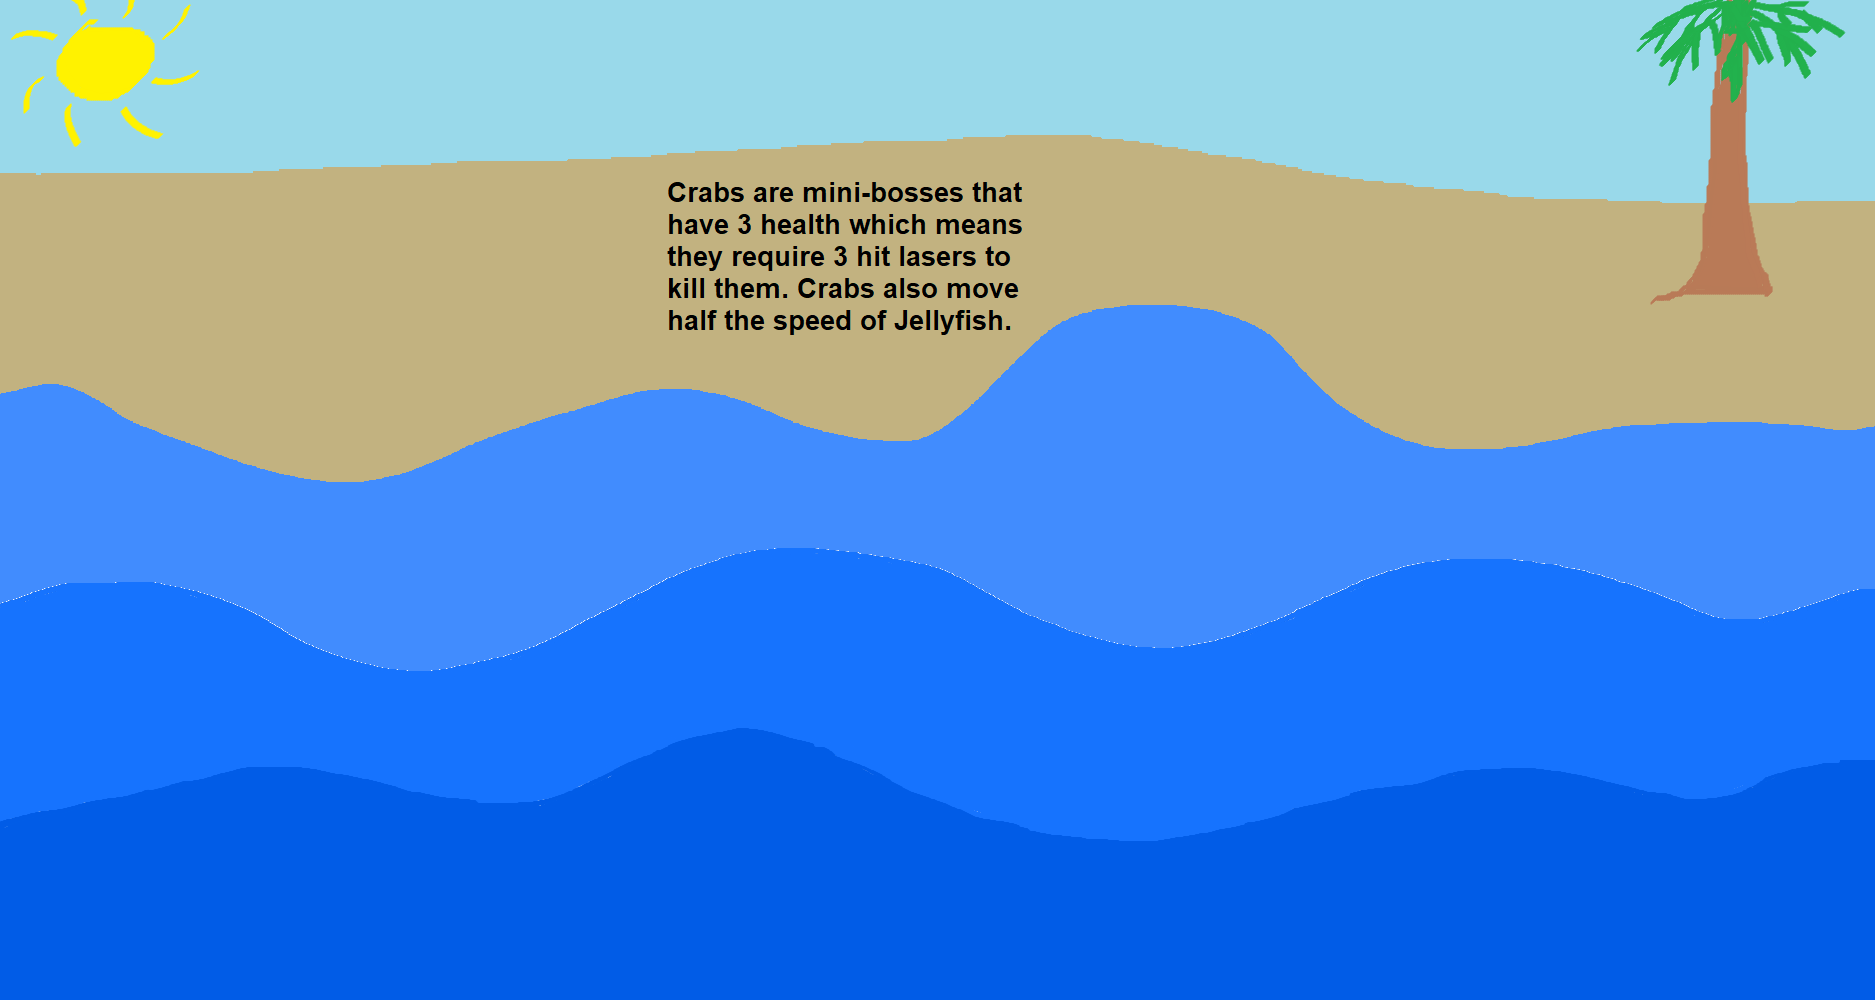 Crabs are mini-bosses that
have 3 health which means
they require 3 hit lasers to
kill them. Crabs also move
half the speed of Jellyfish.